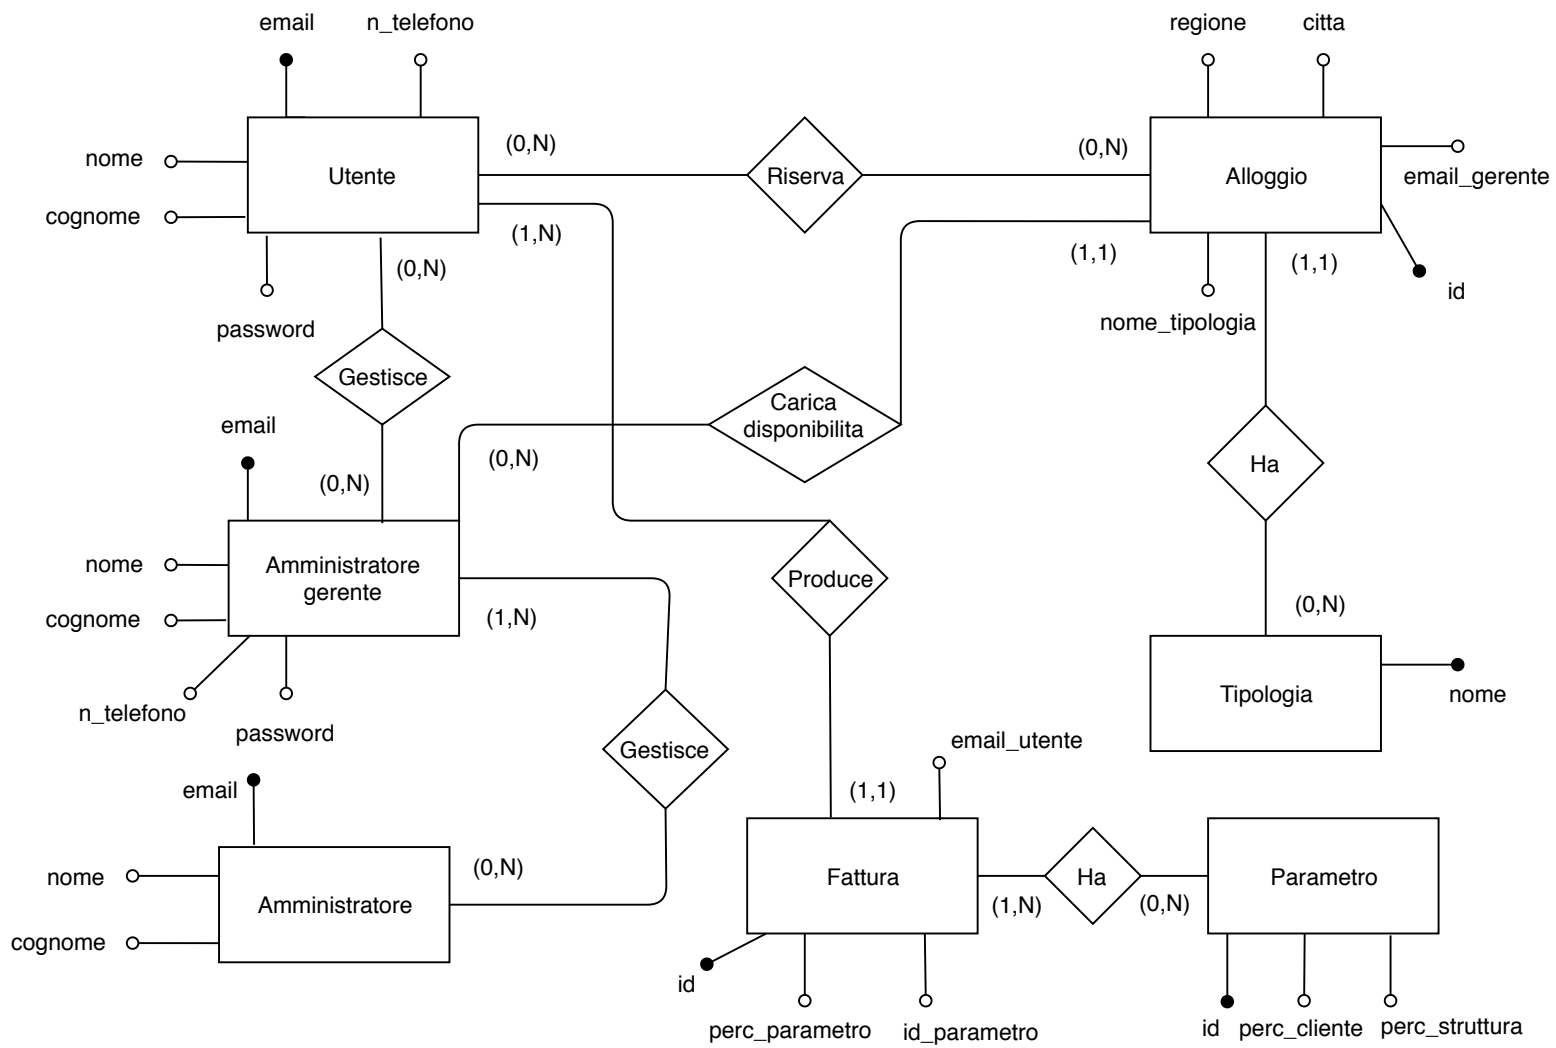 email
n_telefono
regione
citta
nome
Utente
(0,N)
Riserva
(0,N)
Alloggio
email_gerente
cognome
(1,N)
(0,N)
(1,1)
(1,1)
id
password
nome_tipologia
Gestisce
Carica
disponibilita
email
(0,N)
(0,N)
Ha
nome
Amministratore
gerente
Produce
cognome
(1,N)
(0,N)
n_telefono
password
Tipologia
nome
Gestisce
email_utente
email
(1,1)
nome
(0,N)
Fattura
Ha
Parametro
Amministratore
(1,N)
(0,N)
cognome
id
perc_parametro
id_parametro
id
perc_cliente
perc_struttura